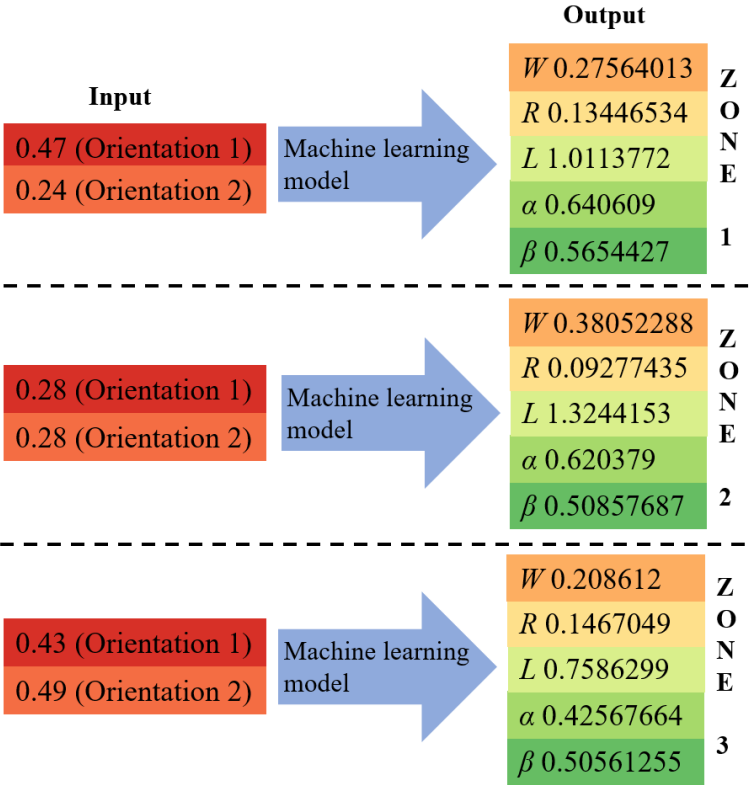 Output
Input
0.47 (Orientation 1)
0.24 (Orientation 2)
Machine learning
model
W 0.27564013
R 0.13446534
L 1.0113772
α 0.640609
β 0.5654427
ZONE 1
0.28 (Orientation 1)
0.28 (Orientation 2)
Machine learning
model
W 0.38052288
R 0.09277435
L 1.3244153
α 0.620379
β 0.50857687
ZONE 2
0.43 (Orientation 1)
0.49 (Orientation 2)
Machine learning
model
W 0.208612
R 0.1467049
L 0.7586299
α 0.42567664
β 0.50561255
ZONE 3